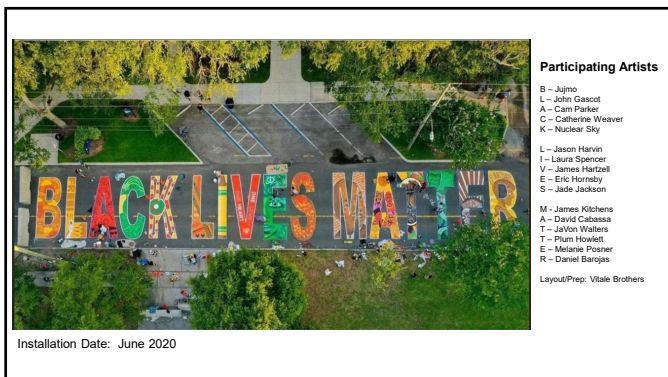 BLACK LIVES MATTER
Participating Artists
B – Jujmo
L – John Gascot
A – Cam Parker
C – Catherine Weaver
K – Nuclear Sky
L – Jason Harvin
I – Laura Spencer
V – James Hartzell
E – Eric Hornsby
S – Jade Jackson
M - James Kitchens
A – David Cabassa
T – JaVon Walters
T – Plum Howlett
E – Melanie Posner
R – Daniel Barojas
Layout/Prep: Vitale Brothers
Installation Date: June 2020